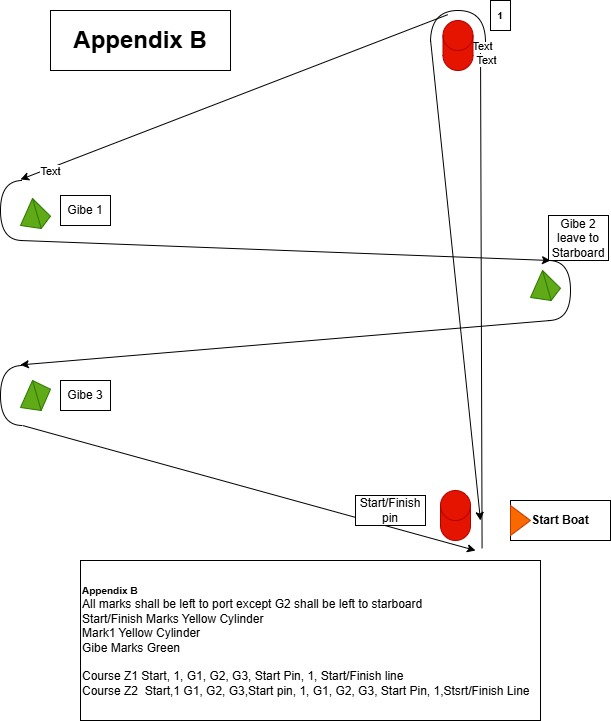 Appendix B
1
Text
Text
Text
Gibe 1
Gibe 2
leave to
Starboard
Gibe 3
Start/Finish
pin
Start Boat
Appendix B
All marks shall be left to port except G2 shall be left to starboard
Start/Finish Marks Yellow Cylinder
Mark1 Yellow Cylinder
Gibe Marks Green
Course Z1 Start, 1, G1, G2, G3, Start Pin, 1, Start/Finish line
Course Z2  Start,1 G1, G2, G3,Start pin, 1, G1, G2, G3, Start Pin, 1,Stsrt/Finish Line